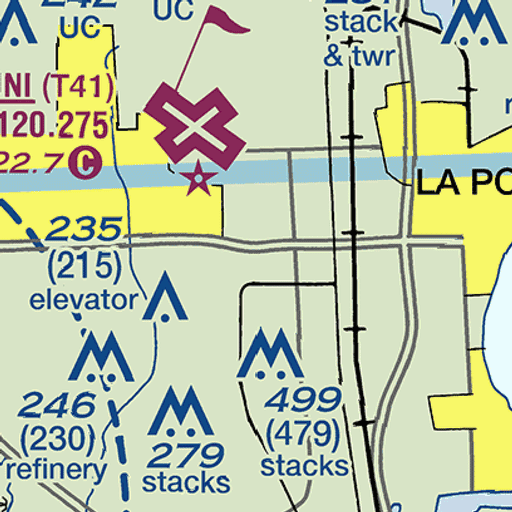 UC
UC
stack
& twr
UNI (T41)
120.275
22.7 C
LA PO
235
(215)
elevator
246
(230)
refinery
279
stacks
499
(479)
stacks